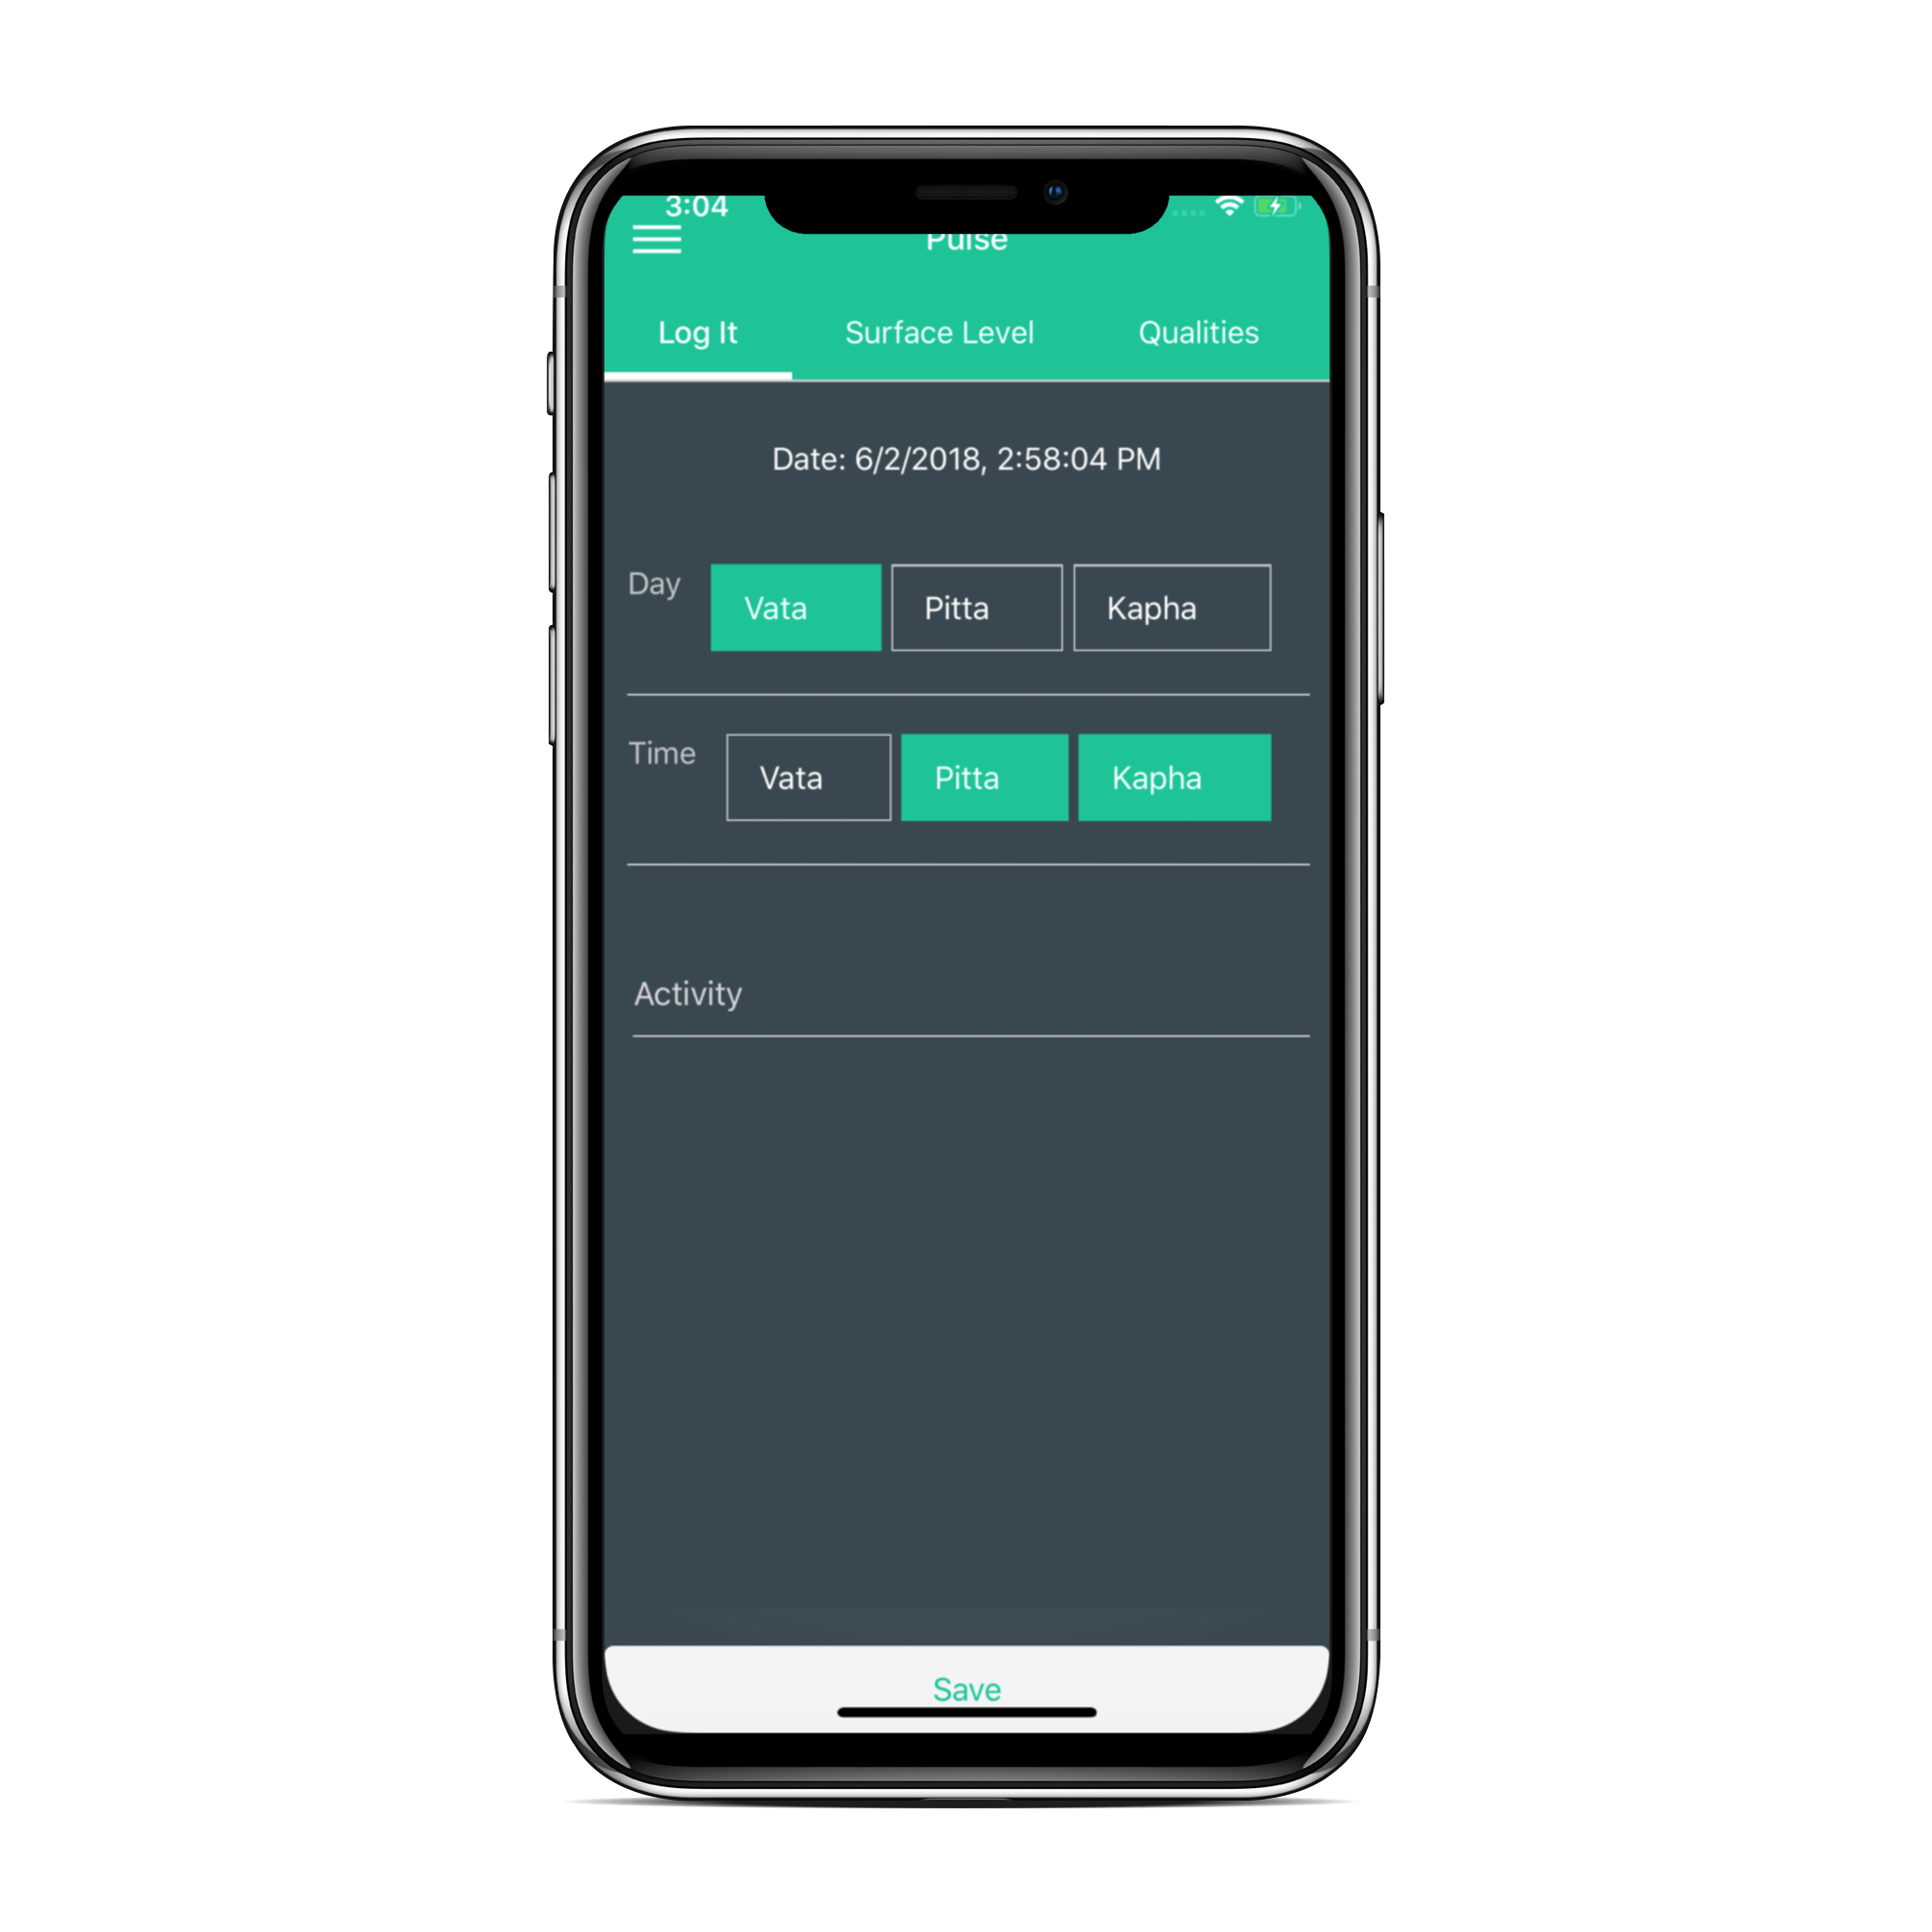 3:04
Pulse
Log It Surface Level Qualities
Date: 6/2/2018, 2:58:04 PM
Day Vata Pitta Kapha
Time Vata Pitta Kapha
Activity
Save